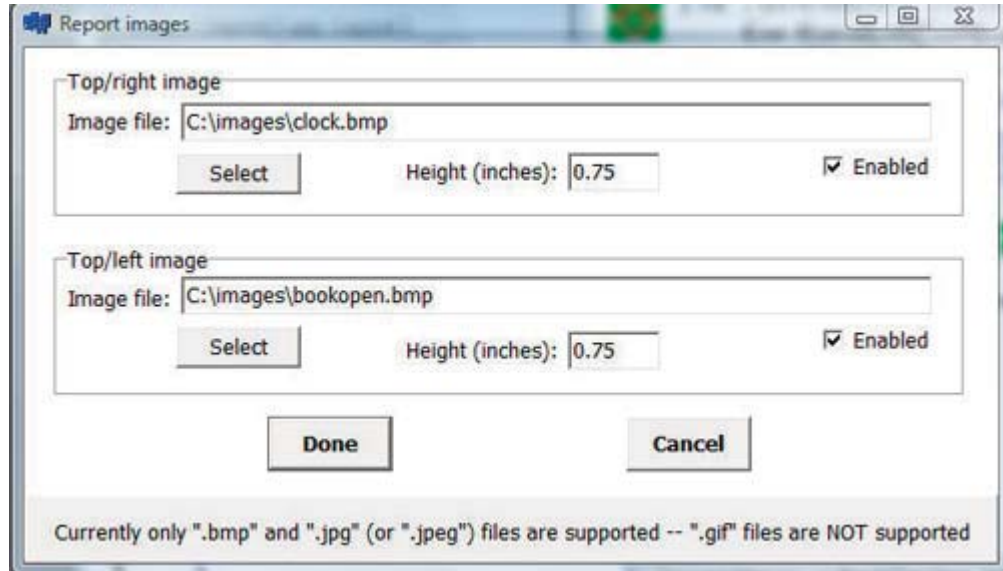 Report images
Top/right image
Image file: C:\images\clock.bmp
Select Height (inches): 0.75 Enabled
Top/left image
Image file: C:\images\bookopen.bmp
Select Height (inches): 0.75 Enabled
Done Cancel
Currently only ".bmp" and ".jpg" (or ".jpeg") files are supported -- ".gif" files are NOT supported